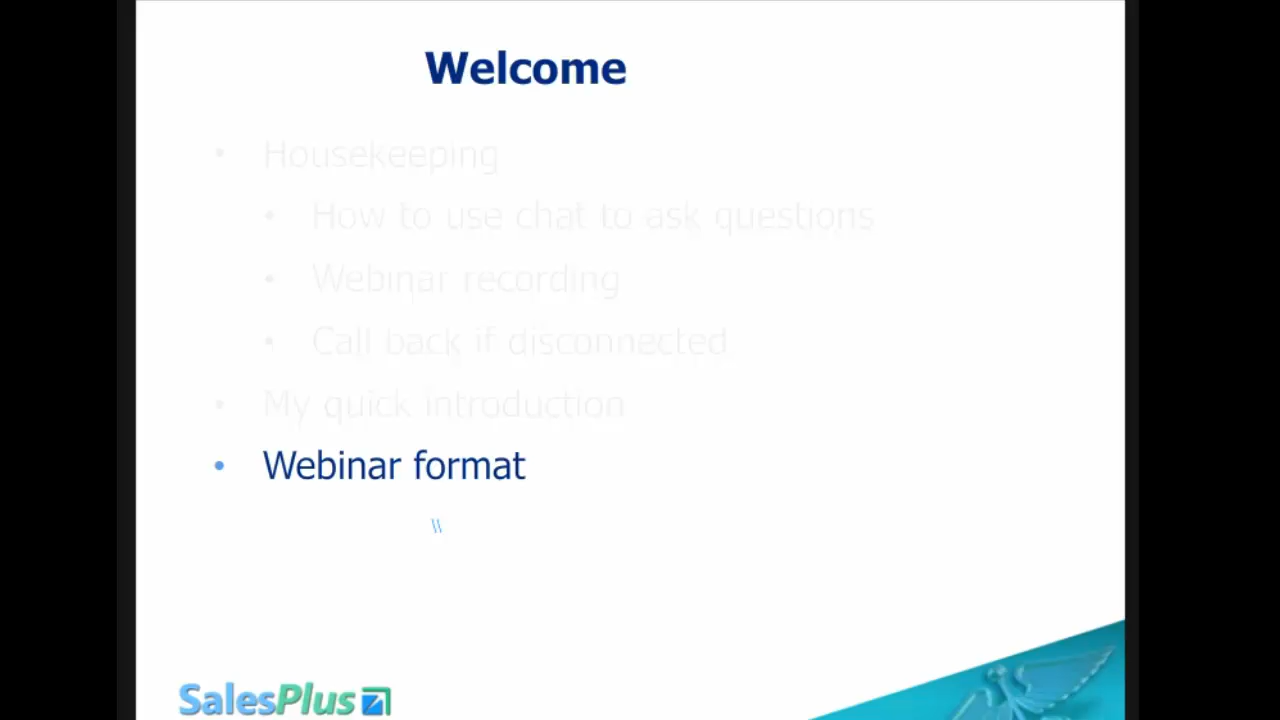 Welcome
• Housekeeping
• How to use chat to ask questions
• Webinar recording
• Call back if disconnected
• My quick introduction
• Webinar format
\\
SalesPlus